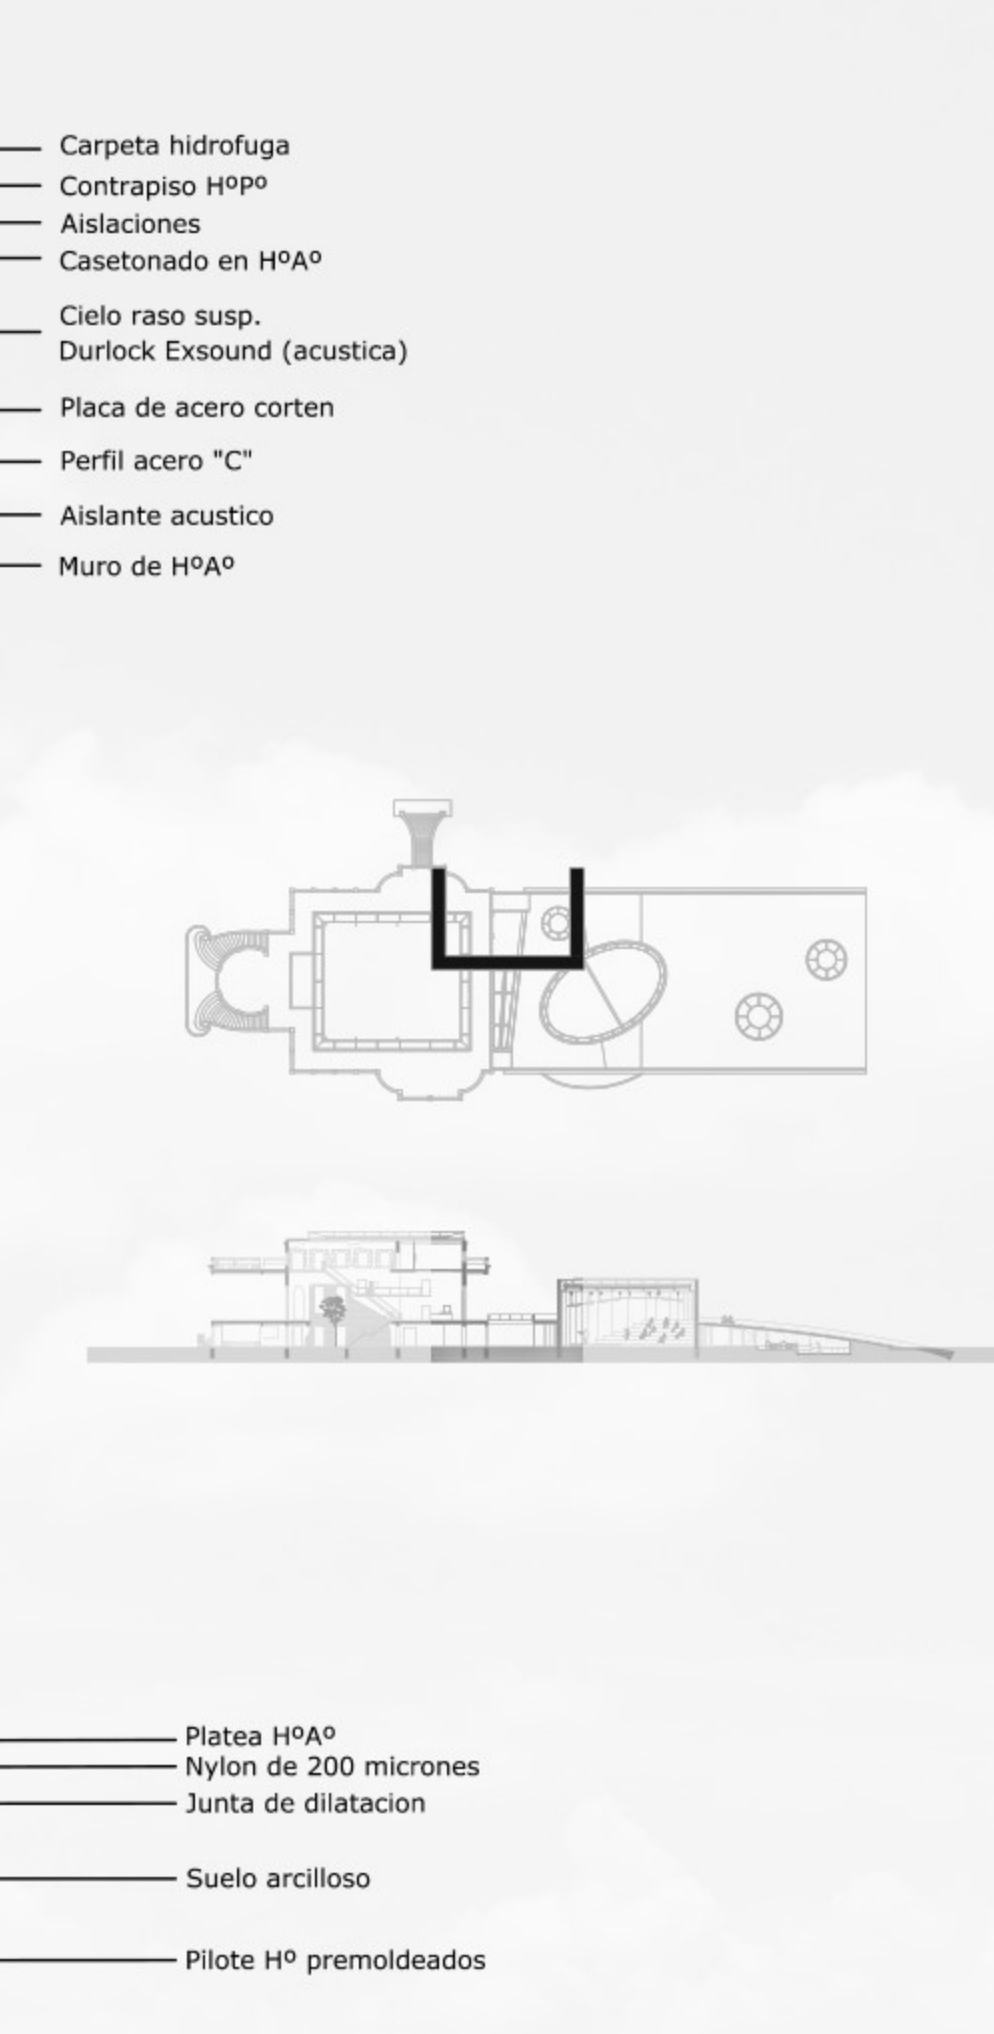 Carpeta hidrofuga
Contrapiso HºPº
Aislaciones
Casetonado en HºAº
Cielo raso susp.
Durlock Exsound (acustica)
Placa de acero corten
Perfil acero "C"
Aislante acustico
Muro de HºAº
Platea HºAº
Nylon de 200 micrones
Junta de dilatacion
Suelo arcilloso
Pilote Hº premoldeados